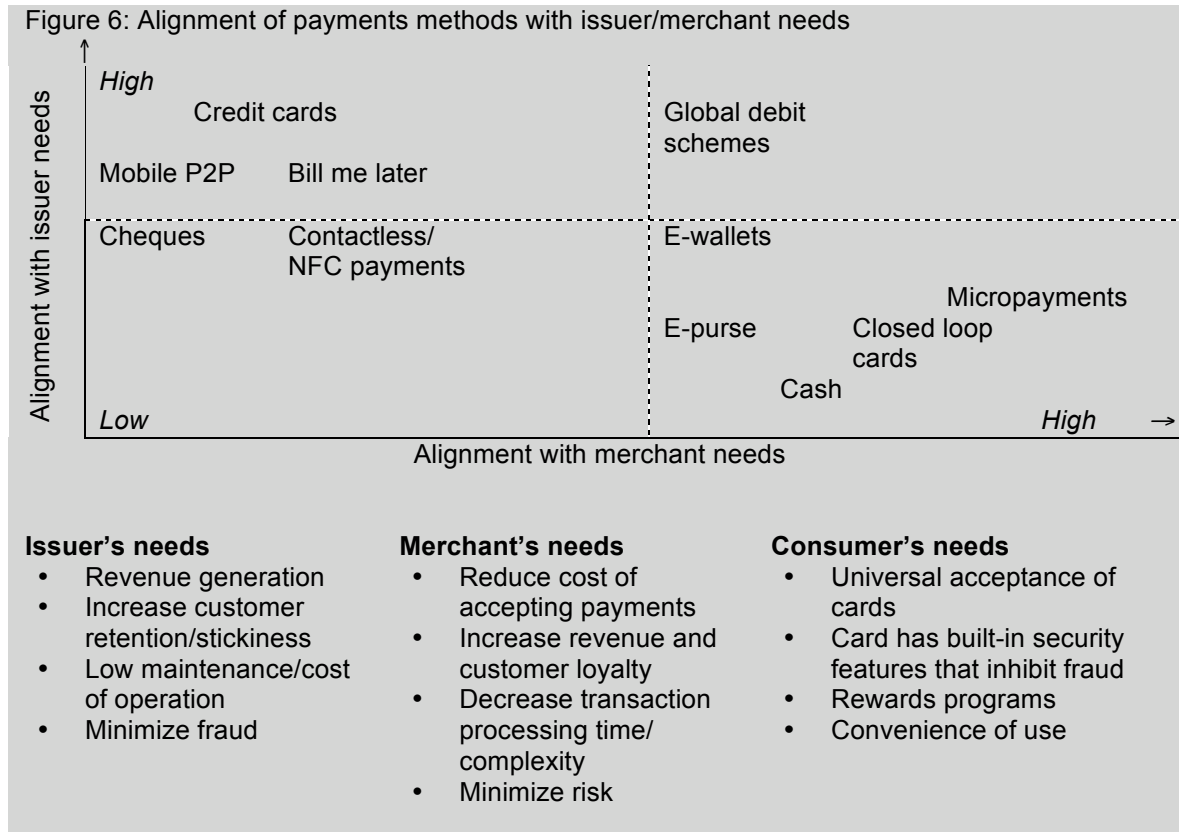 Figure 6: Alignment of payments methods with issuer/merchant needs
↑
Alignment with issuer needs
High
Credit cards
Global debit
schemes
Mobile P2P
Bill me later
Cheques
Contactless/
NFC payments
E-wallets
Micropayments
E-purse
Closed loop
cards
Cash
Low
High →
Alignment with merchant needs
Issuer's needs
• Revenue generation
• Increase customer
retention/stickiness
• Low maintenance/cost
of operation
• Minimize fraud
Merchant's needs
• Reduce cost of
accepting payments
• Increase revenue and
customer loyalty
• Decrease transaction
processing time/
complexity
• Minimize risk
Consumer's needs
• Universal acceptance of
cards
• Card has built-in security
features that inhibit fraud
• Rewards programs
• Convenience of use